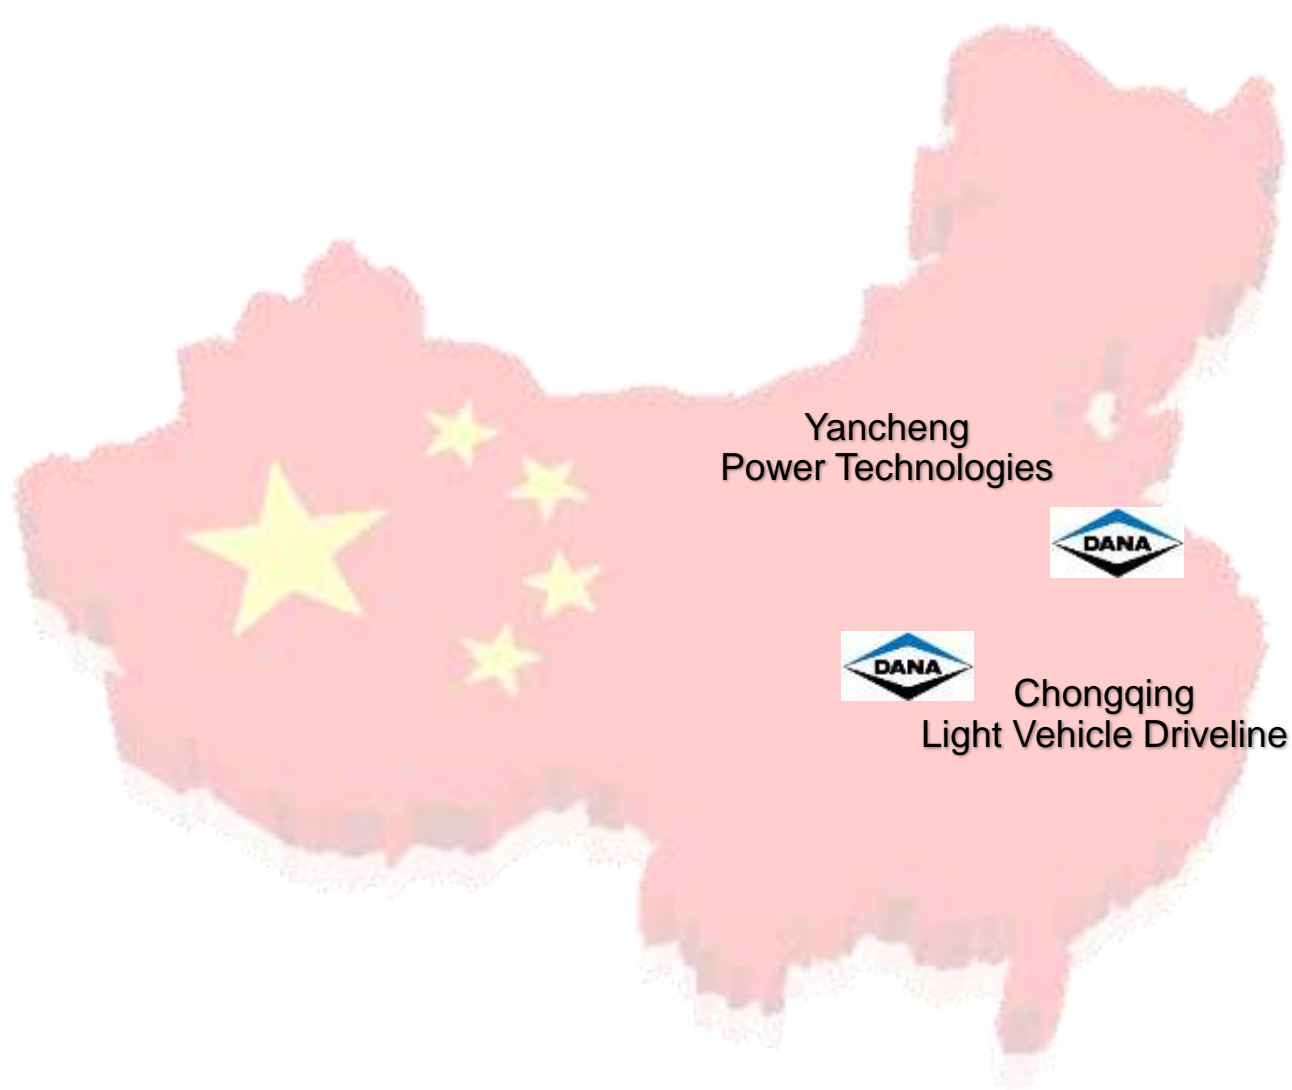 Yancheng
Power Technologies
DANA
DANA
Chongqing
Light Vehicle Driveline